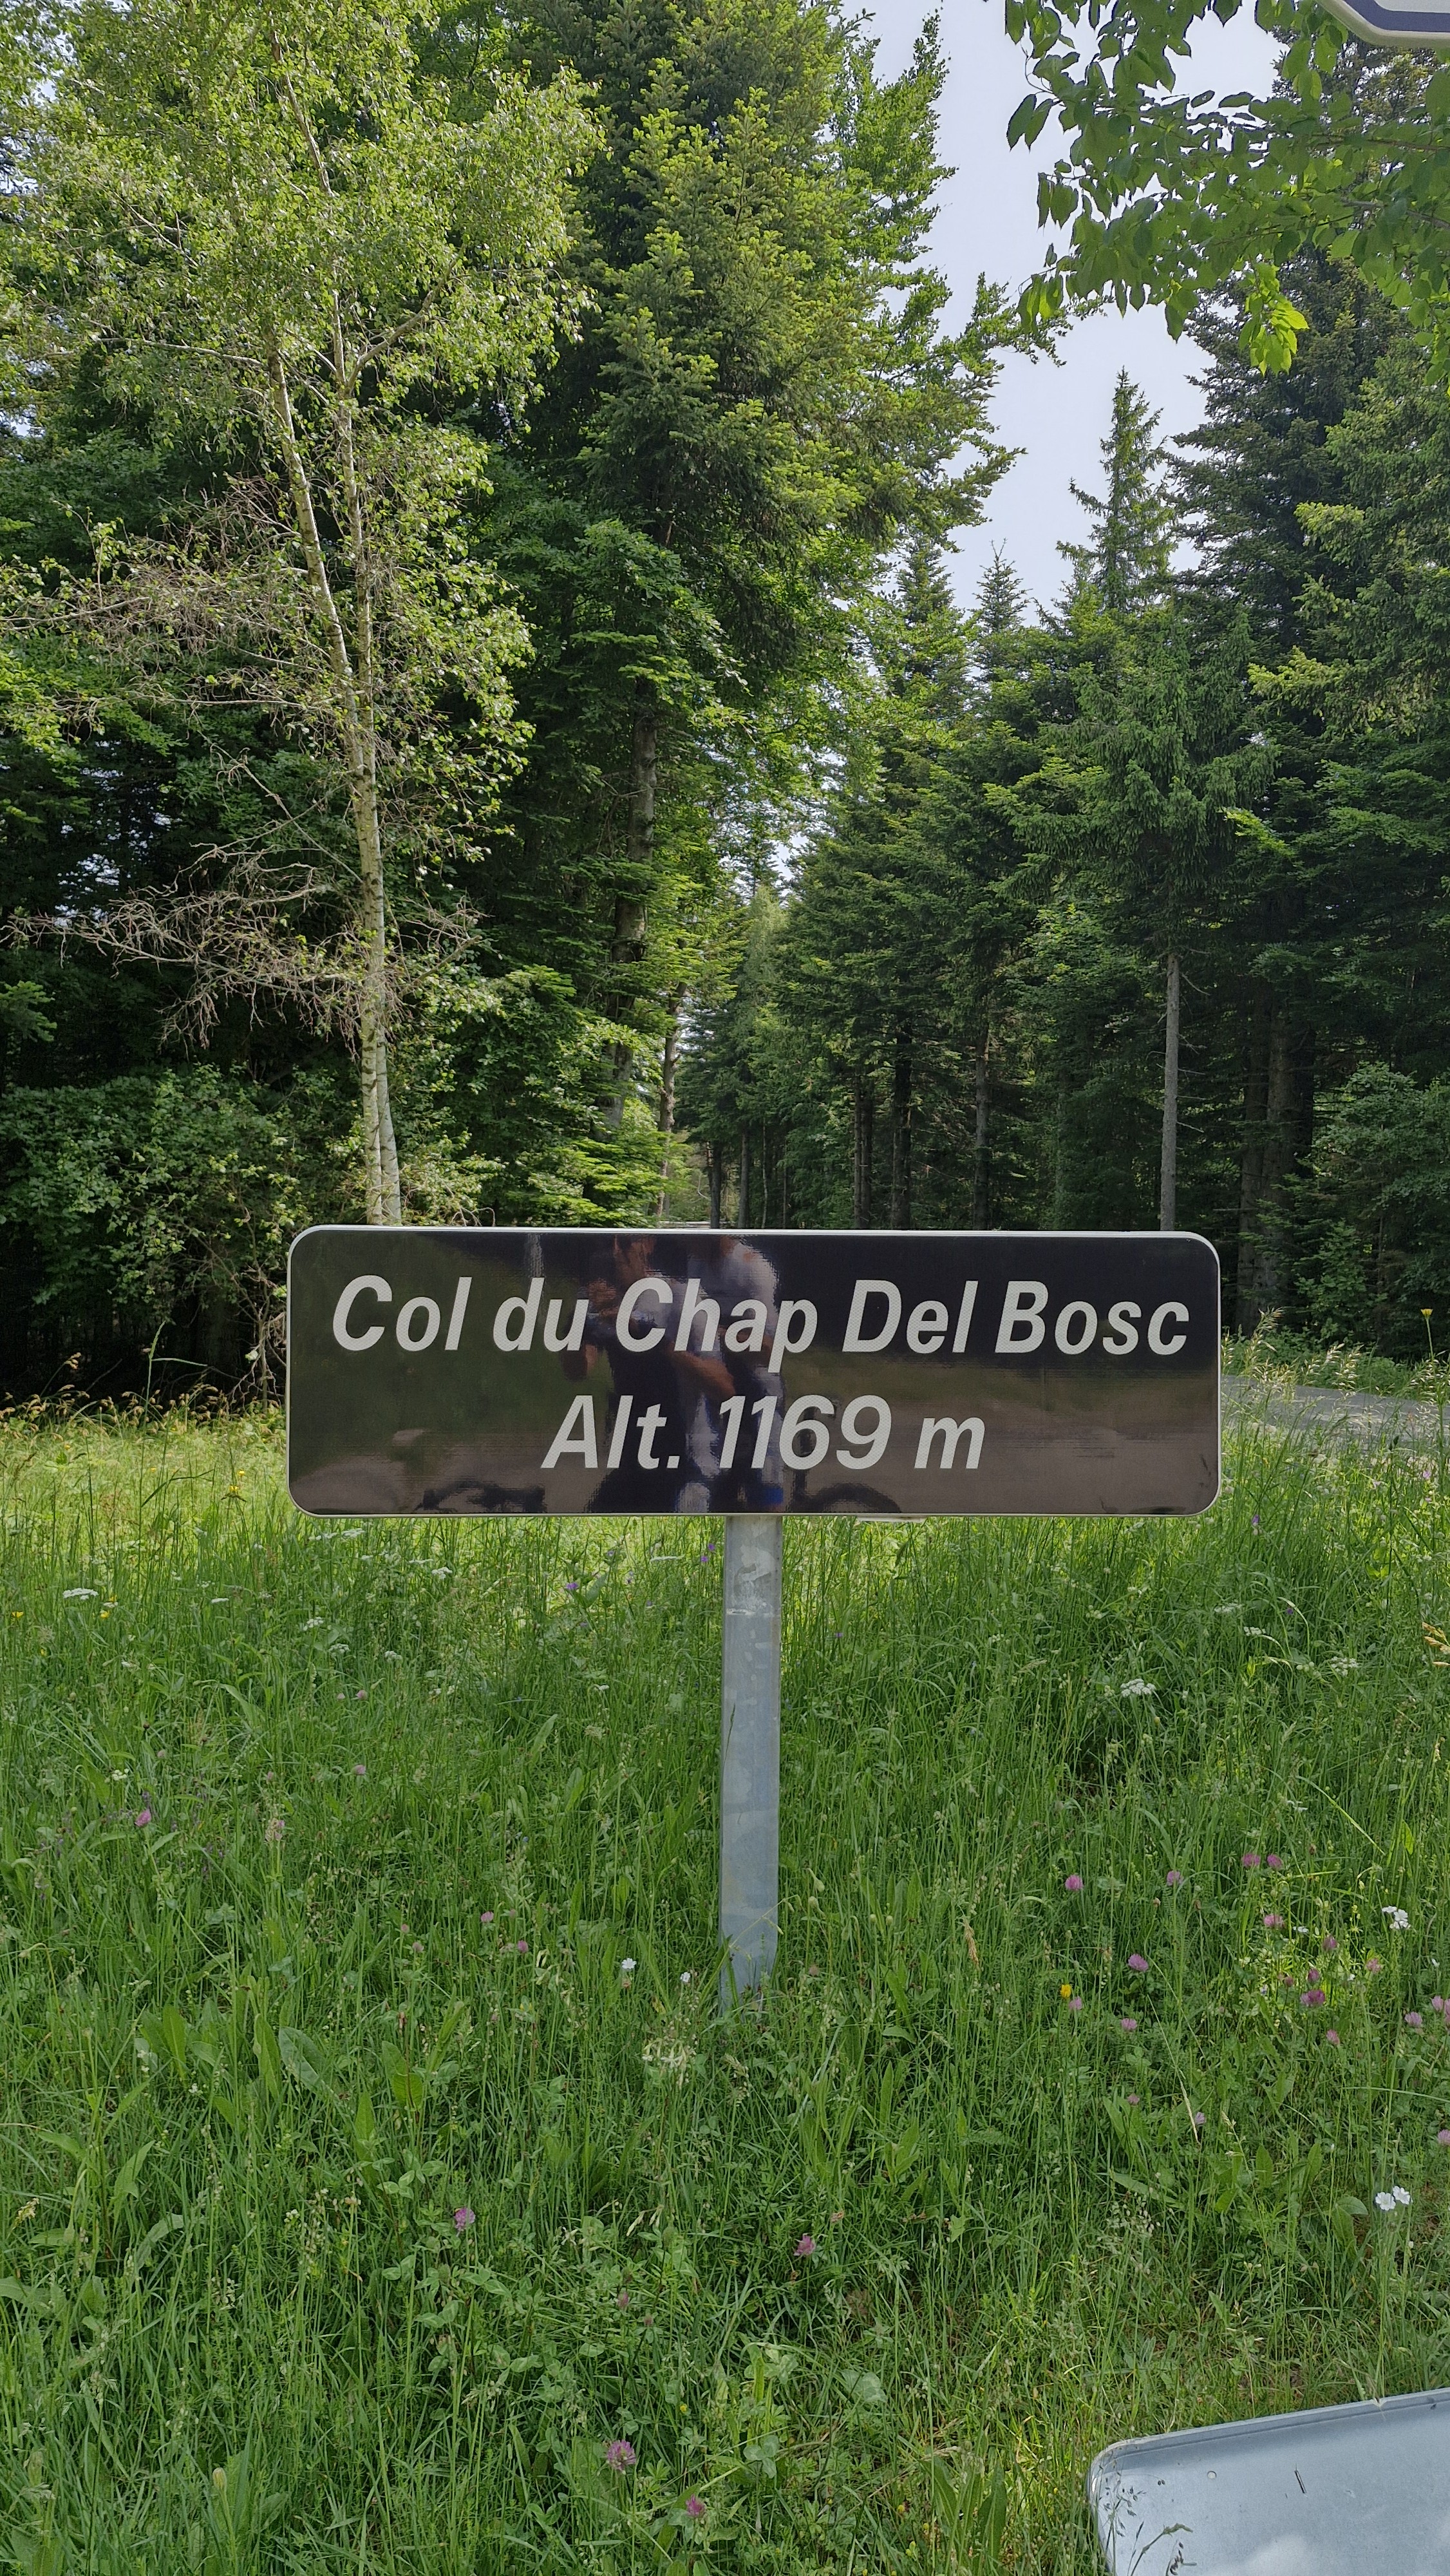 Col du Chap Del Bosc
Alt. 1169 m